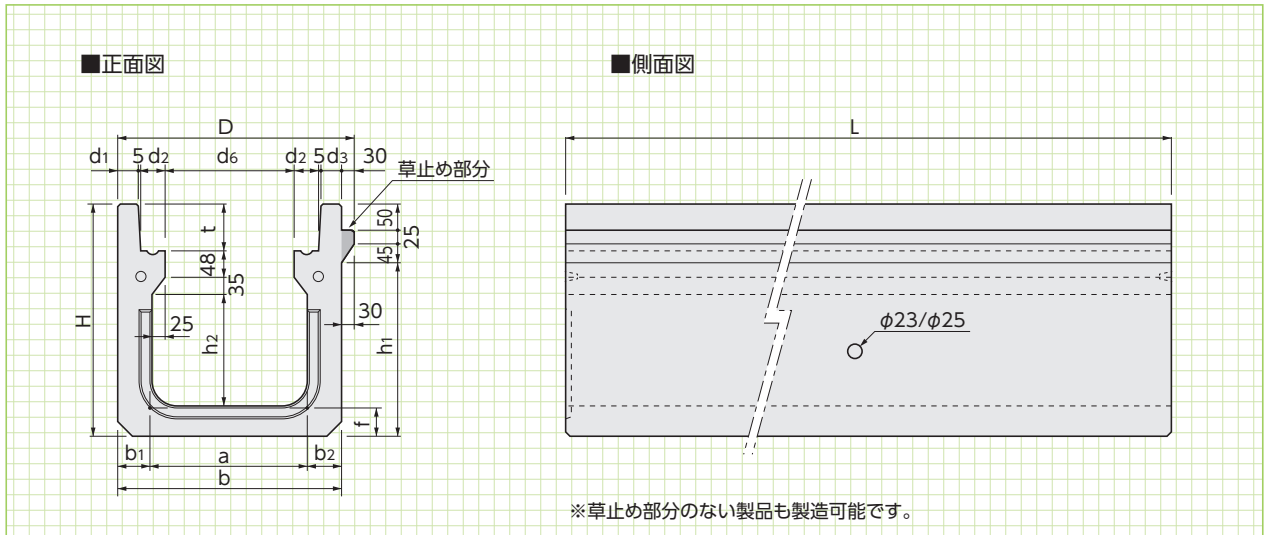 ■正面図
■側面図
D
L
d1 5 d2 d6 d2 5 d3 30
草止め部分
50
t
25
45
48
35
H
25
30
h2
h1
φ23/φ25
f
b1 a b2
b
※草止め部分のない製品も製造可能です。